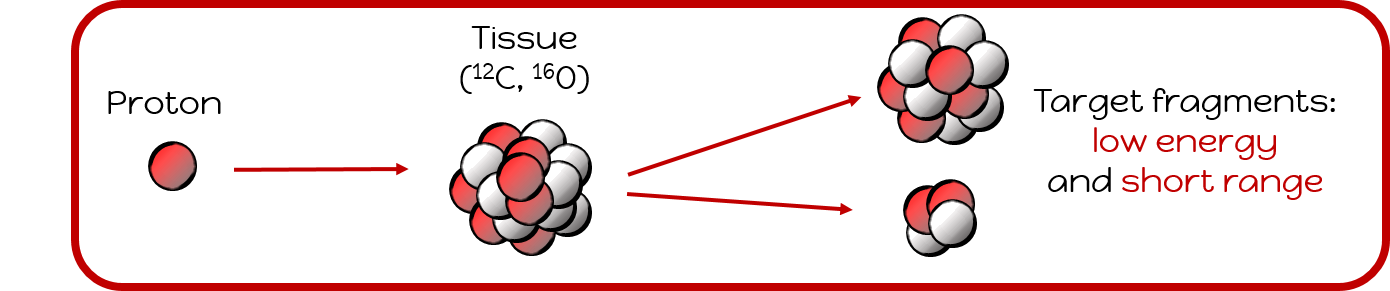 Proton
Tissue
(¹²C, ¹⁶O)
Target fragments:
low energy
and short range